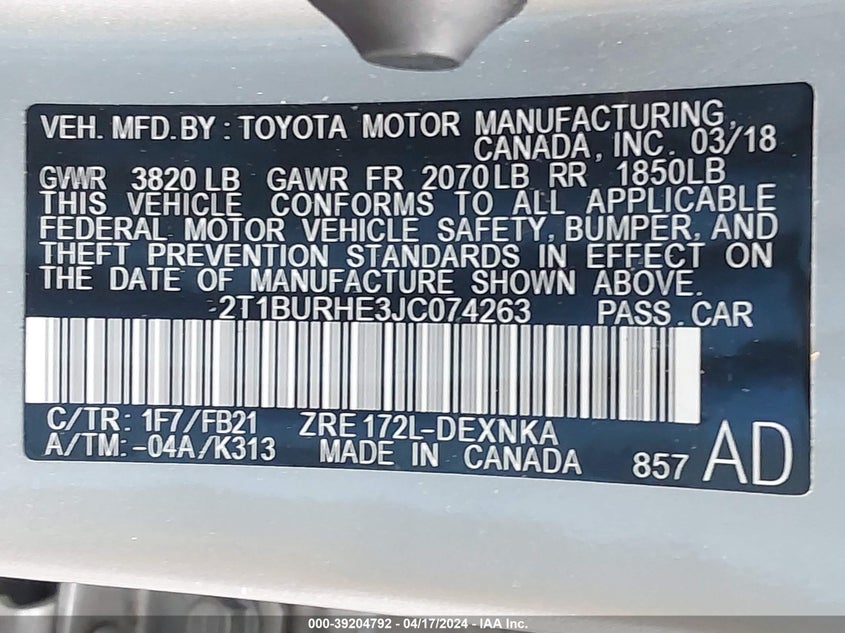 VEH. MFD. BY : TOYOTA MOTOR MANUFACTURING,
CANADA, INC. 03/18
GVWR 3820 LB GAWR FR 2070 LB RR 1850LB
THIS VEHICLE CONFORMS TO ALL APPLICABLE
FEDERAL MOTOR VEHICLE SAFETY, BUMPER, AND
THEFT PREVENTION STANDARDS IN EFFECT ON
THE DATE OF MANUFACTURE SHOWN ABOVE.
2T1BURHE3JC074263 PASS. CAR
C/TR: 1F7/FB21 ZRE172L-DEXNKA
A/TM: -04A/K313 MADE IN CANADA 857 AD
000-39204792 - 04/17/2024 - IAA Inc.